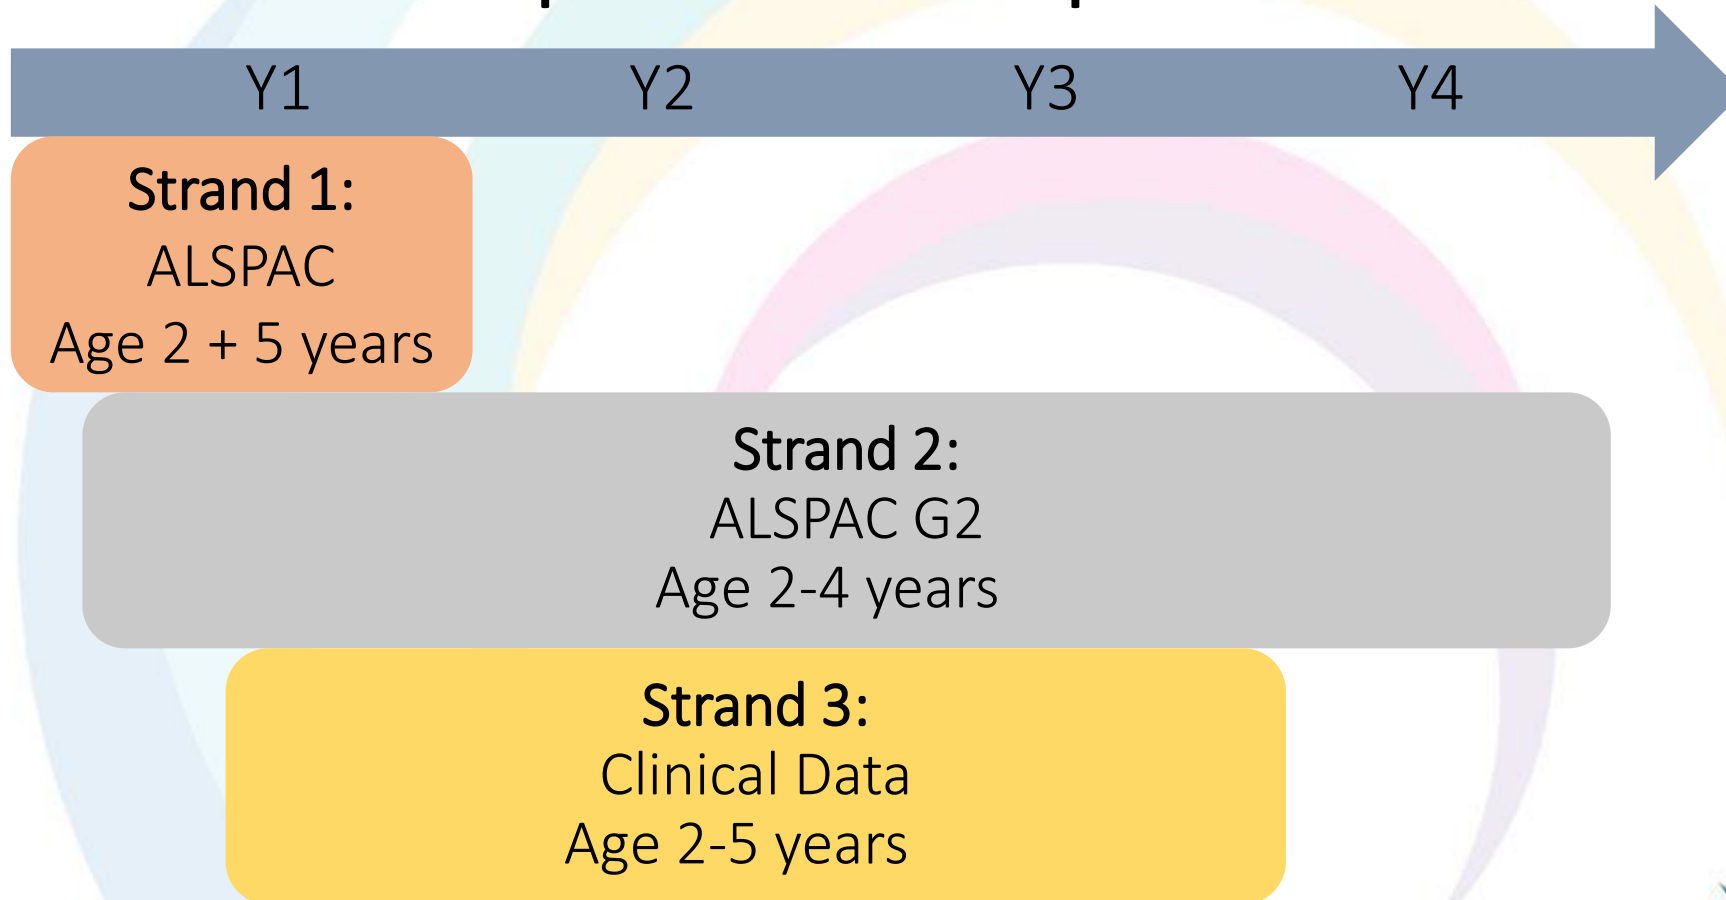 Y1 Y2 Y3 Y4
Strand 1:
ALSPAC
Age 2 + 5 years
Strand 2:
ALSPAC G2
Age 2-4 years
Strand 3:
Clinical Data
Age 2-5 years